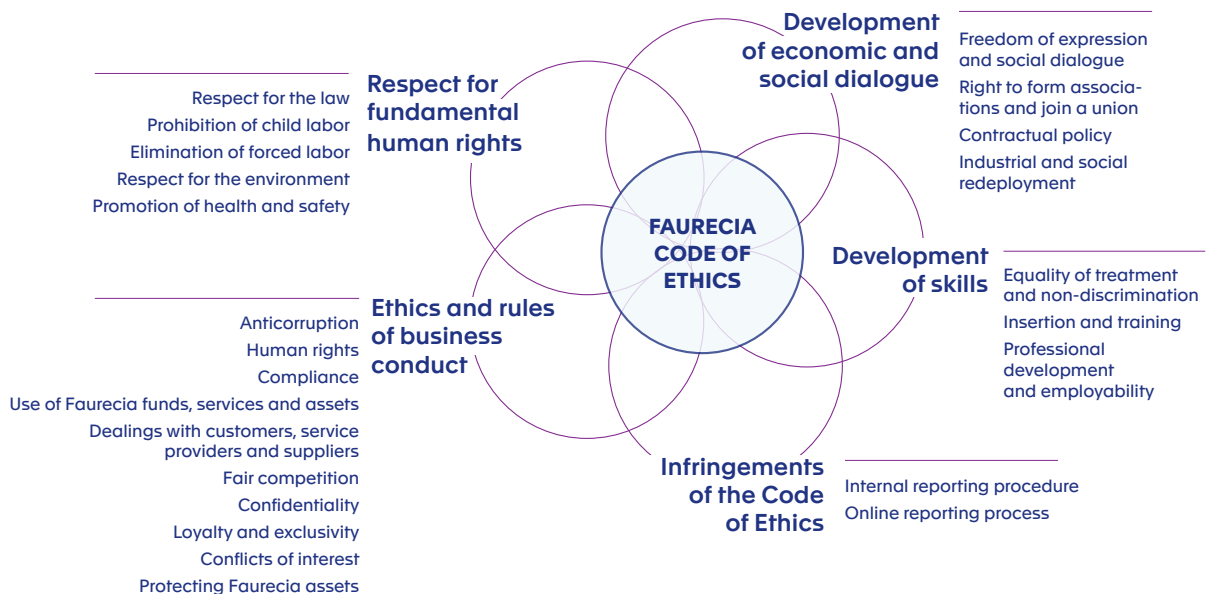 Respect for
fundamental
human rights
Respect for the law
Prohibition of child labor
Elimination of forced labor
Respect for the environment
Promotion of health and safety
Development
of economic and
social dialogue
Freedom of expression
and social dialogue
Right to form associa-
tions and join a union
Contractual policy
Industrial and social
redeployment
FAURECIA
CODE OF
ETHICS
Development
of skills
Equality of treatment
and non-discrimination
Insertion and training
Professional
development
and employability
Ethics and rules
of business
conduct
Anticorruption
Human rights
Compliance
Use of Faurecia funds, services and assets
Dealings with customers, service
providers and suppliers
Fair competition
Confidentiality
Loyalty and exclusivity
Conflicts of interest
Protecting Faurecia assets
Infringements
of the Code
of Ethics
Internal reporting procedure
Online reporting process